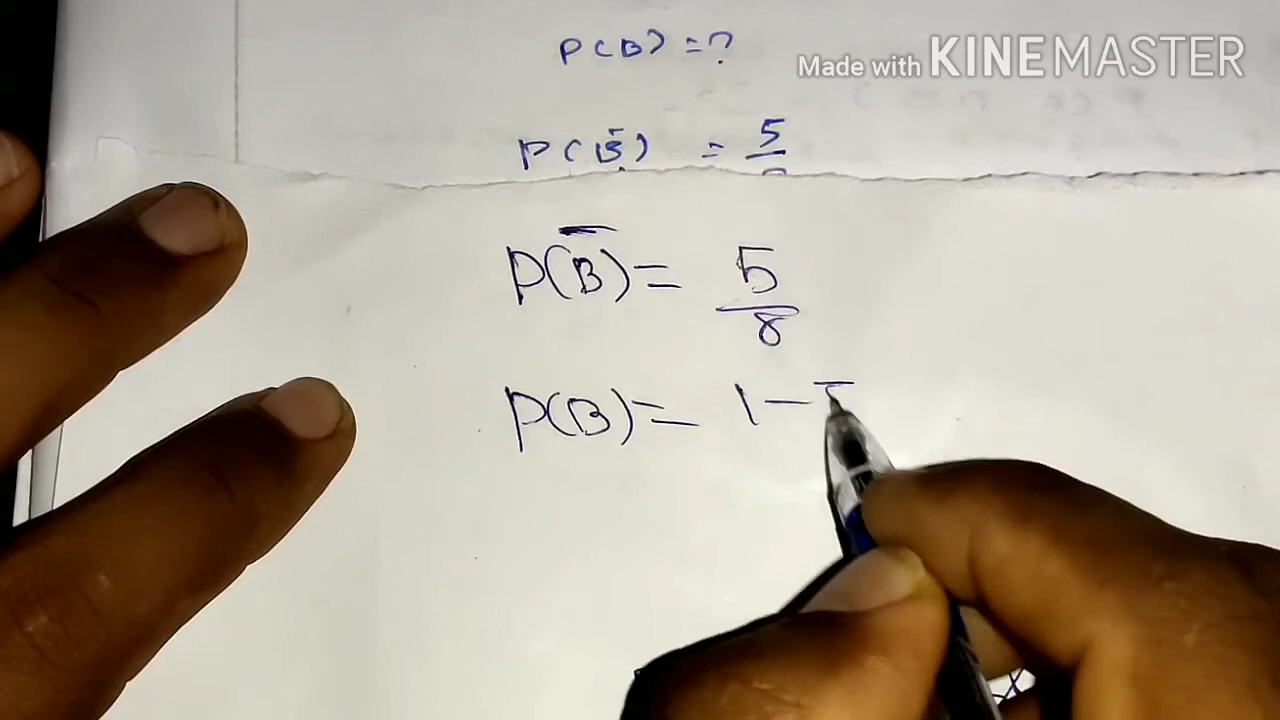 P(B) = ?
Made with KINEMASTER
P(B̅) = 5/
P(B̅) = 5/8
P(B) = 1 -